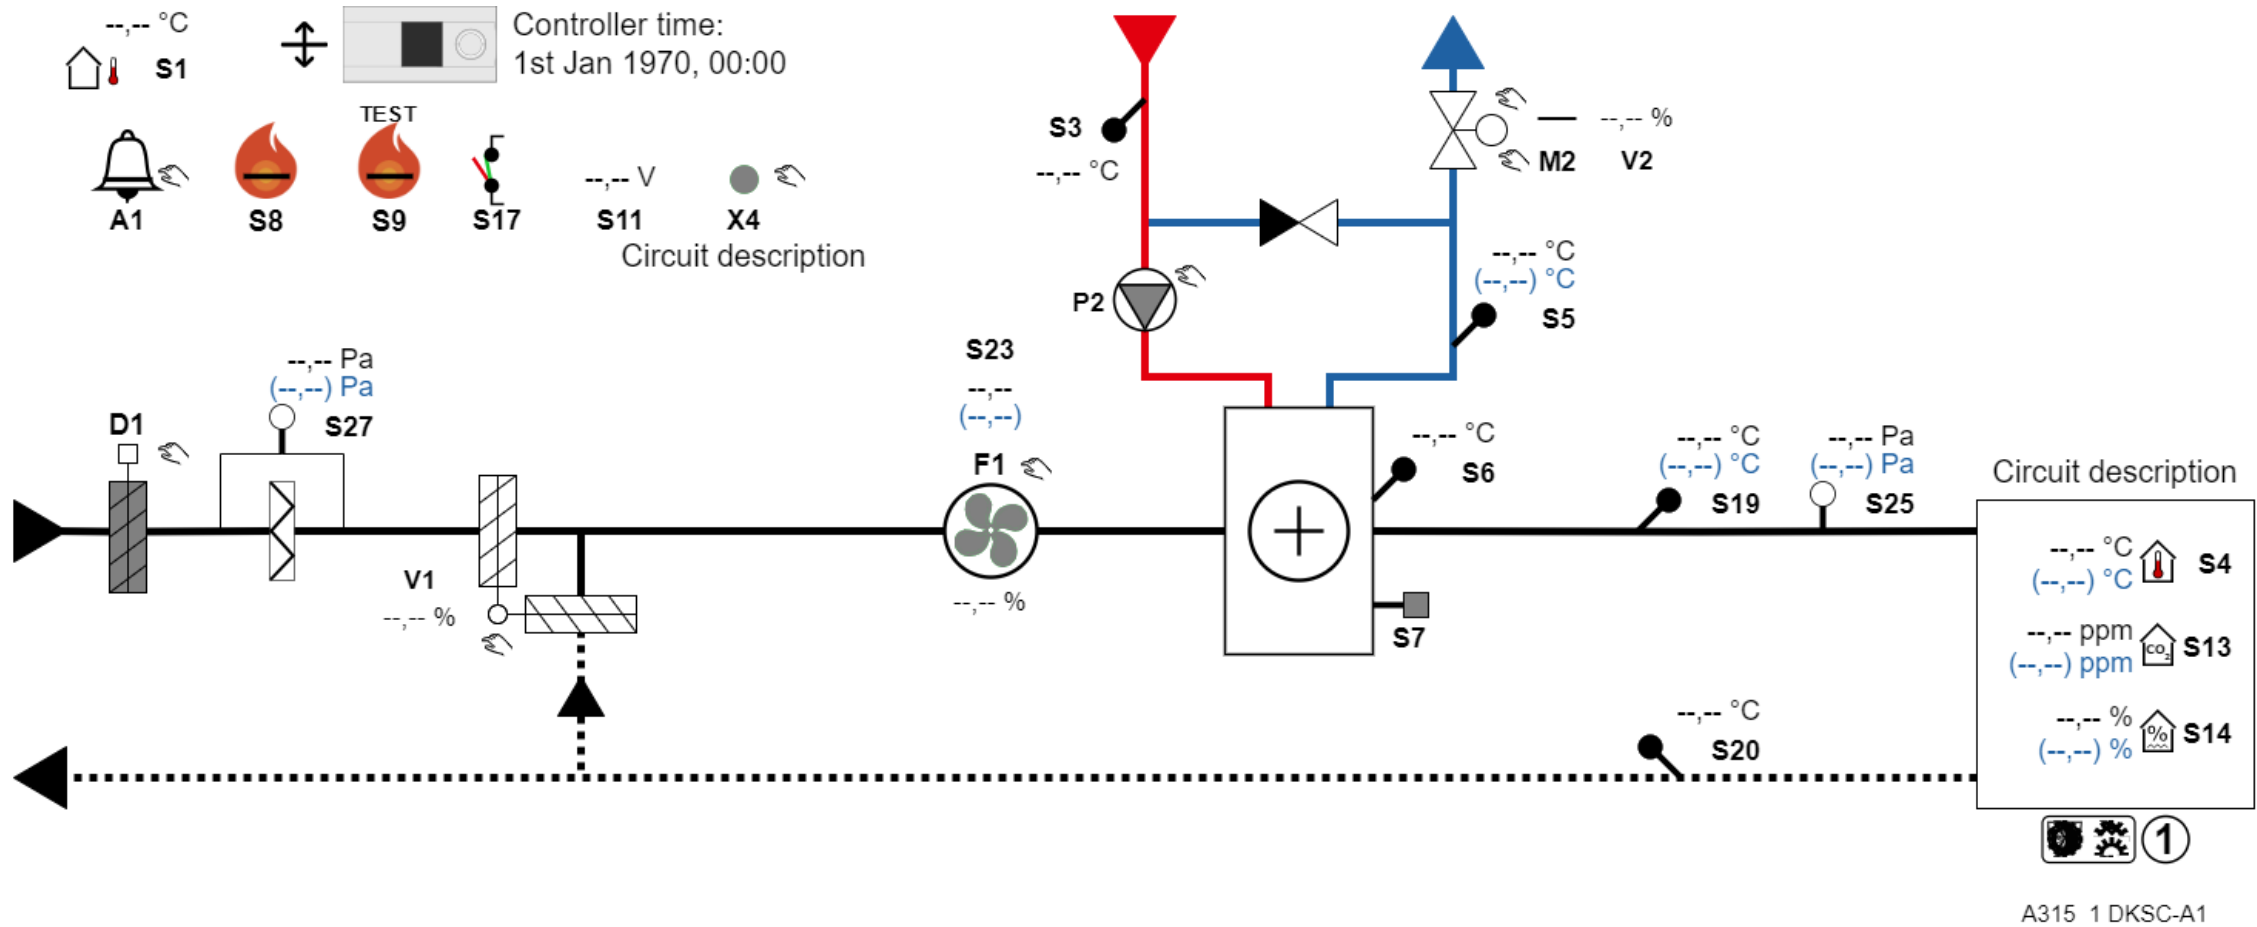 --,-- °C
S1
Controller time:
1st Jan 1970, 00:00
TEST
A1
S8
S9
S17
--,-- V
S11
X4
Circuit description
S3
--,-- °C
--,-- %
M2
V2
--,-- °C
(--,--) °C
S5
P2
S23
--,--
(--,--)
F1
--,-- %
--,-- Pa
(--,--) Pa
S27
D1
V1
--,-- %
--,-- °C
S6
S7
--,-- °C
(--,--) °C
S19
--,-- Pa
(--,--) Pa
S25
Circuit description
--,-- °C
(--,--) °C
S4
--,-- ppm
(--,--) ppm
CO₂
S13
--,-- %
(--,--) %
%
S14
--,-- °C
S20
1
A315 1 DKSC-A1